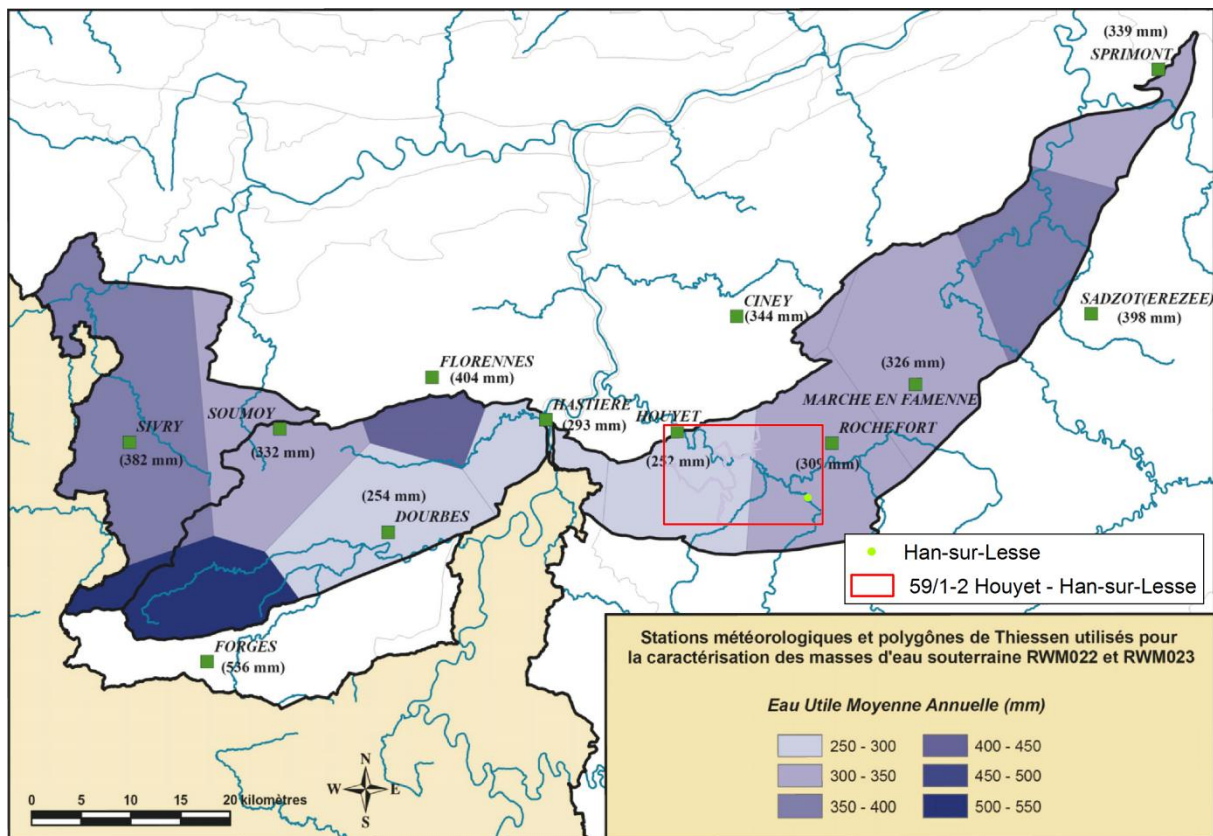 (339 mm)
SPRIMONT
CINEY
(344 mm)
SADZOT(EREZEE)
(398 mm)
FLORENNES
(404 mm)
(326 mm)
MARCHE EN FAMENNE
HASTIERE
(293 mm)
HOUYET
(252 mm)
ROCHEFORT
(309 mm)
SOUMOY
(332 mm)
SIVRY
(382 mm)
(254 mm)
DOURBES
FORGES
(536 mm)
Han-sur-Lesse
59/1-2 Houyet - Han-sur-Lesse
Stations météorologiques et polygônes de Thiessen utilisés pour
la caractérisation des masses d'eau souterraine RWM022 et RWM023
Eau Utile Moyenne Annuelle (mm)
250 - 300
300 - 350
350 - 400
400 - 450
450 - 500
500 - 550
N
W E
S
0 5 10 20 kilomètres